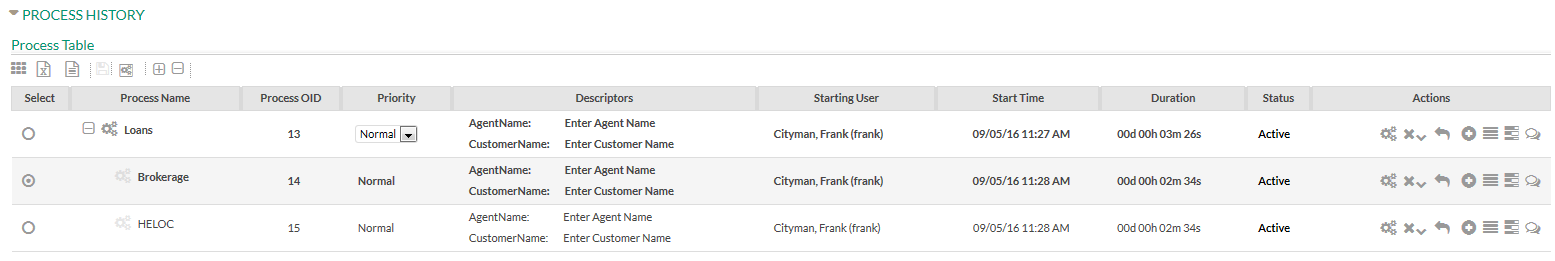 PROCESS HISTORY
Process Table
Select Process Name Process OID Priority Descriptors Starting User Start Time Duration Status Actions
Loans 13 Normal AgentName: Enter Agent Name Cityman, Frank (frank) 09/05/16 11:27 AM 00d 00h 03m 26s Active
CustomerName: Enter Customer Name
Brokerage 14 Normal AgentName: Enter Agent Name Cityman, Frank (frank) 09/05/16 11:28 AM 00d 00h 02m 34s Active
CustomerName: Enter Customer Name
HELOC 15 Normal AgentName: Enter Agent Name Cityman, Frank (frank) 09/05/16 11:28 AM 00d 00h 02m 34s Active
CustomerName: Enter Customer Name